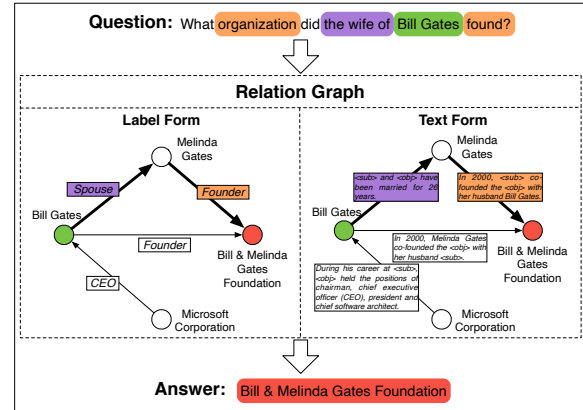 Question: What organization did the wife of Bill Gates found?
Relation Graph
Label Form
Melinda
Gates
Spouse
Founder
Bill Gates
Founder
Bill & Melinda
Gates
Foundation
CEO
Microsoft
Corporation
Text Form
Melinda
Gates
<sub> and <obj> have
been married for 26
years.
In 2000, <sub> co-
founded the <obj> with
her husband Bill Gates.
Bill Gates
In 2000, Melinda Gates
co-founded the <obj> with
her husband <sub>.
Bill & Melinda
Gates
Foundation
During his career at <sub>,
<obj> held the positions of
chairman, chief executive
officer (CEO), president and
chief software architect.
Microsoft
Corporation
Answer: Bill & Melinda Gates Foundation